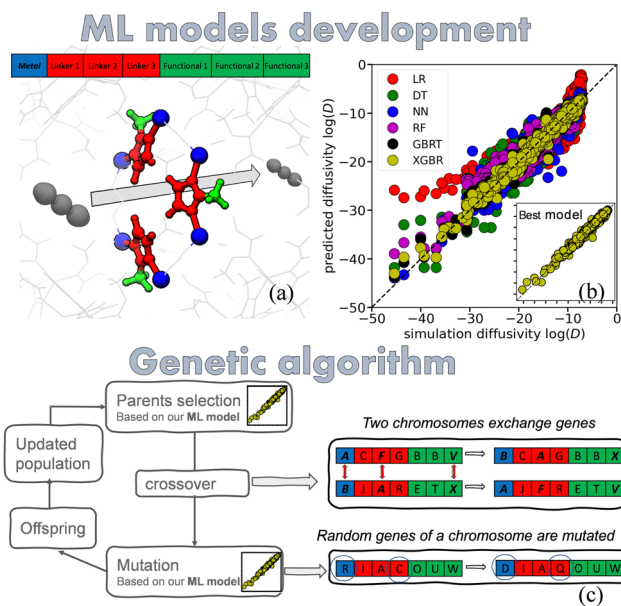 ML models development
Metal Linker 1 Linker 2 Linker 3 Functional 1 Functional 2 Functional 3
(a)
predicted diffusivity log(D)
0
−10
−20
−30
−40
−50
LR
DT
NN
RF
GBRT
XGBR
Best model
(b)
−50 −40 −30 −20 −10 0
simulation diffusivity log(D)
Genetic algorithm
Parents selection
Based on our ML model
Updated
population
crossover
Offspring
Mutation
Based on our ML model
Two chromosomes exchange genes
A C F G B B V B C A G B B X
B J A R E T X A J F R E T V
Random genes of a chromosome are mutated
R I A C O U W D I A Q O U W
(c)